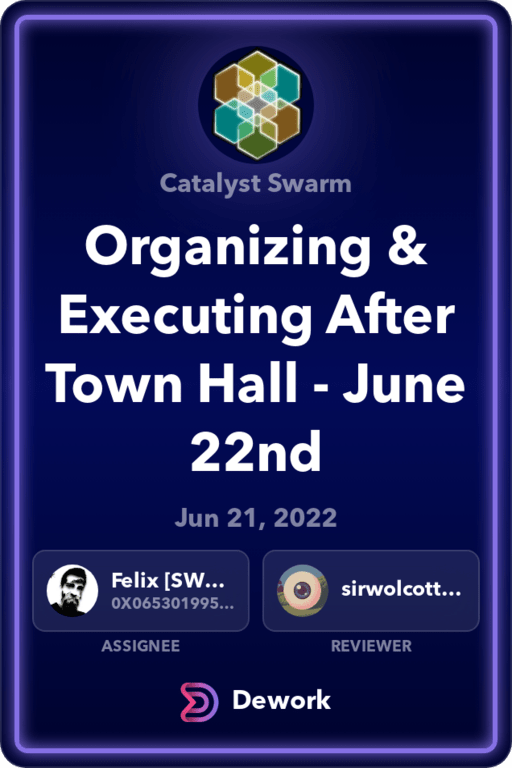 Catalyst Swarm
Organizing &
Executing After
Town Hall - June
22nd
Jun 21, 2022
Felix [SW...
0X065301995...
sirwolcott...
ASSIGNEE
REVIEWER
Dework